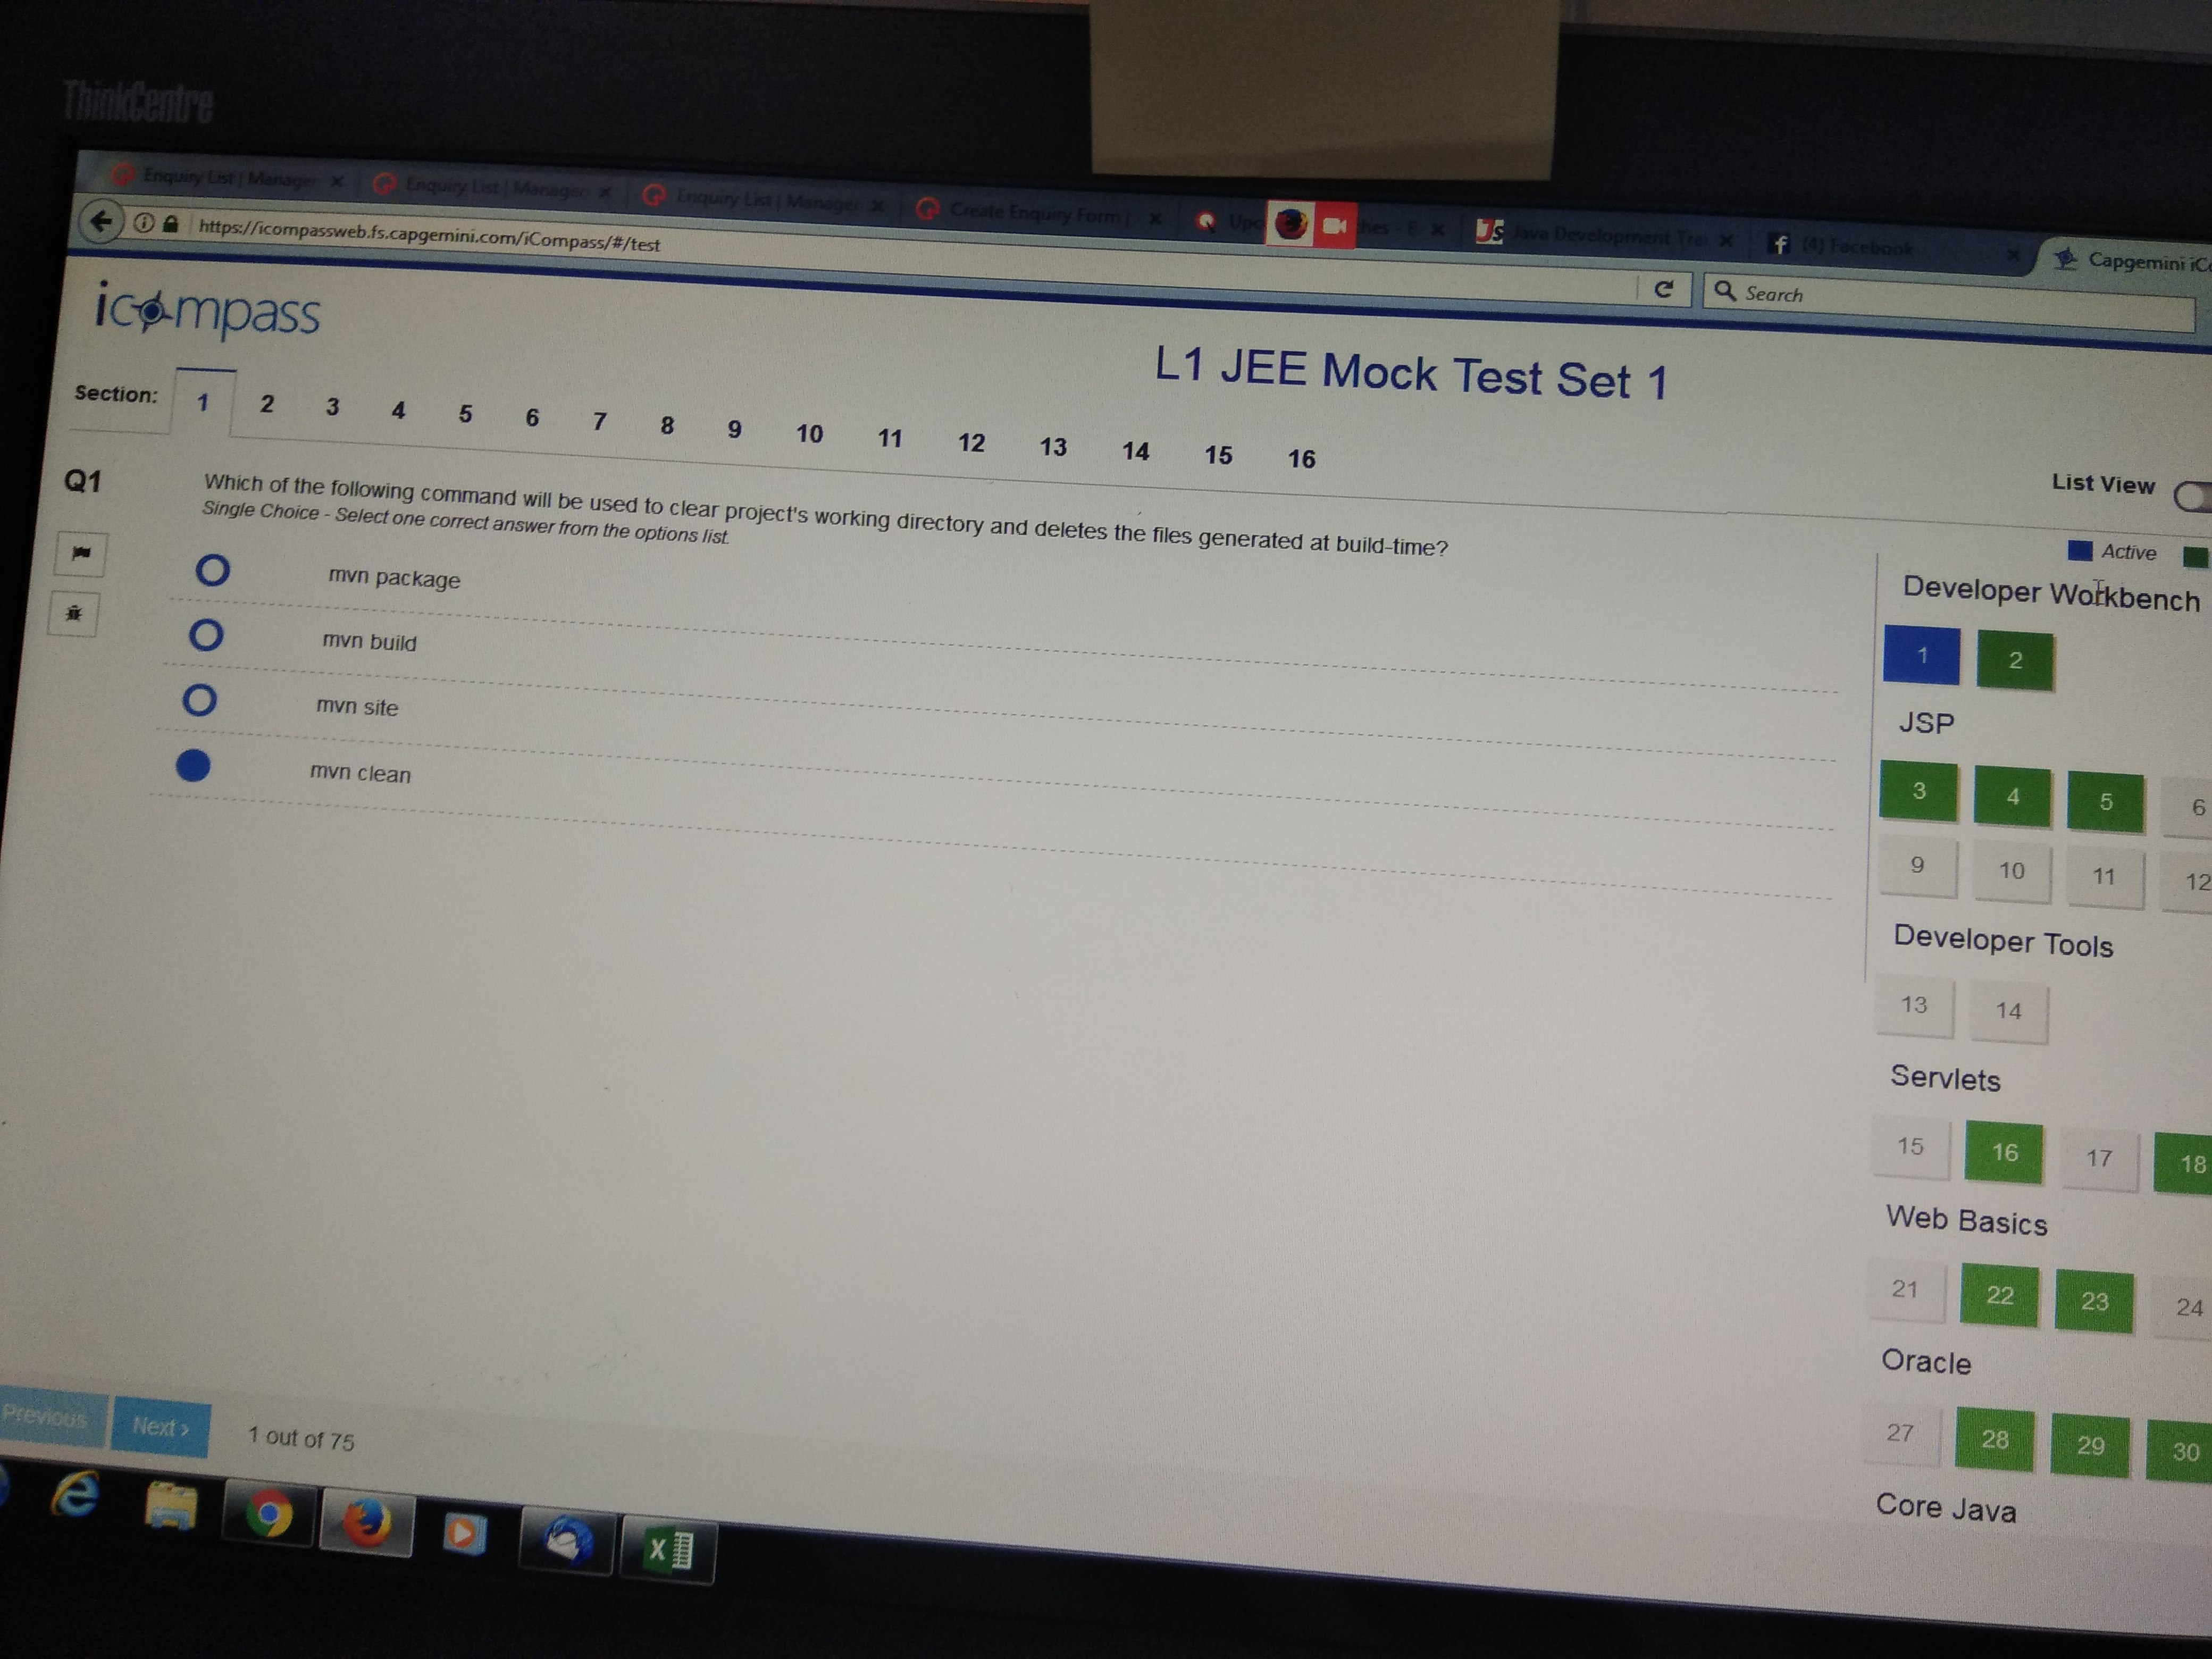 ThinkCentre
Enquiry List | Manager
Enquiry List | Manager
Enquiry List | Manager
Create Enquiry Form |
Java Development Trai
(4) Facebook
Capgemini iCo
https://icompassweb.fs.capgemini.com/iCompass/#/test
Search
icompass
L1 JEE Mock Test Set 1
Section: 1 2 3 4 5 6 7 8 9 10 11 12 13 14 15 16
List View
Q1
Which of the following command will be used to clear project's working directory and deletes the files generated at build-time?
Single Choice - Select one correct answer from the options list.
mvn package
mvn build
mvn site
mvn clean
Active
Developer Workbench
1 2
JSP
3 4 5 6
9 10 11 12
Developer Tools
13 14
Servlets
15 16 17 18
Web Basics
21 22 23 24
Oracle
27 28 29 30
Core Java
Previous
Next >
1 out of 75